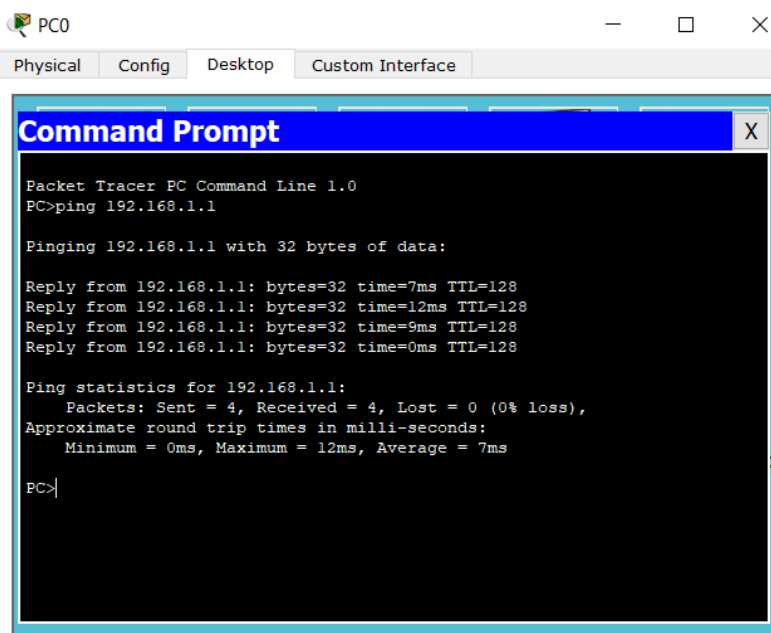 PC0
Physical Config Desktop Custom Interface
Command Prompt X
Packet Tracer PC Command Line 1.0
PC>ping 192.168.1.1
Pinging 192.168.1.1 with 32 bytes of data:
Reply from 192.168.1.1: bytes=32 time=7ms TTL=128
Reply from 192.168.1.1: bytes=32 time=12ms TTL=128
Reply from 192.168.1.1: bytes=32 time=9ms TTL=128
Reply from 192.168.1.1: bytes=32 time=0ms TTL=128
Ping statistics for 192.168.1.1:
Packets: Sent = 4, Received = 4, Lost = 0 (0% loss),
Approximate round trip times in milli-seconds:
Minimum = 0ms, Maximum = 12ms, Average = 7ms
PC>